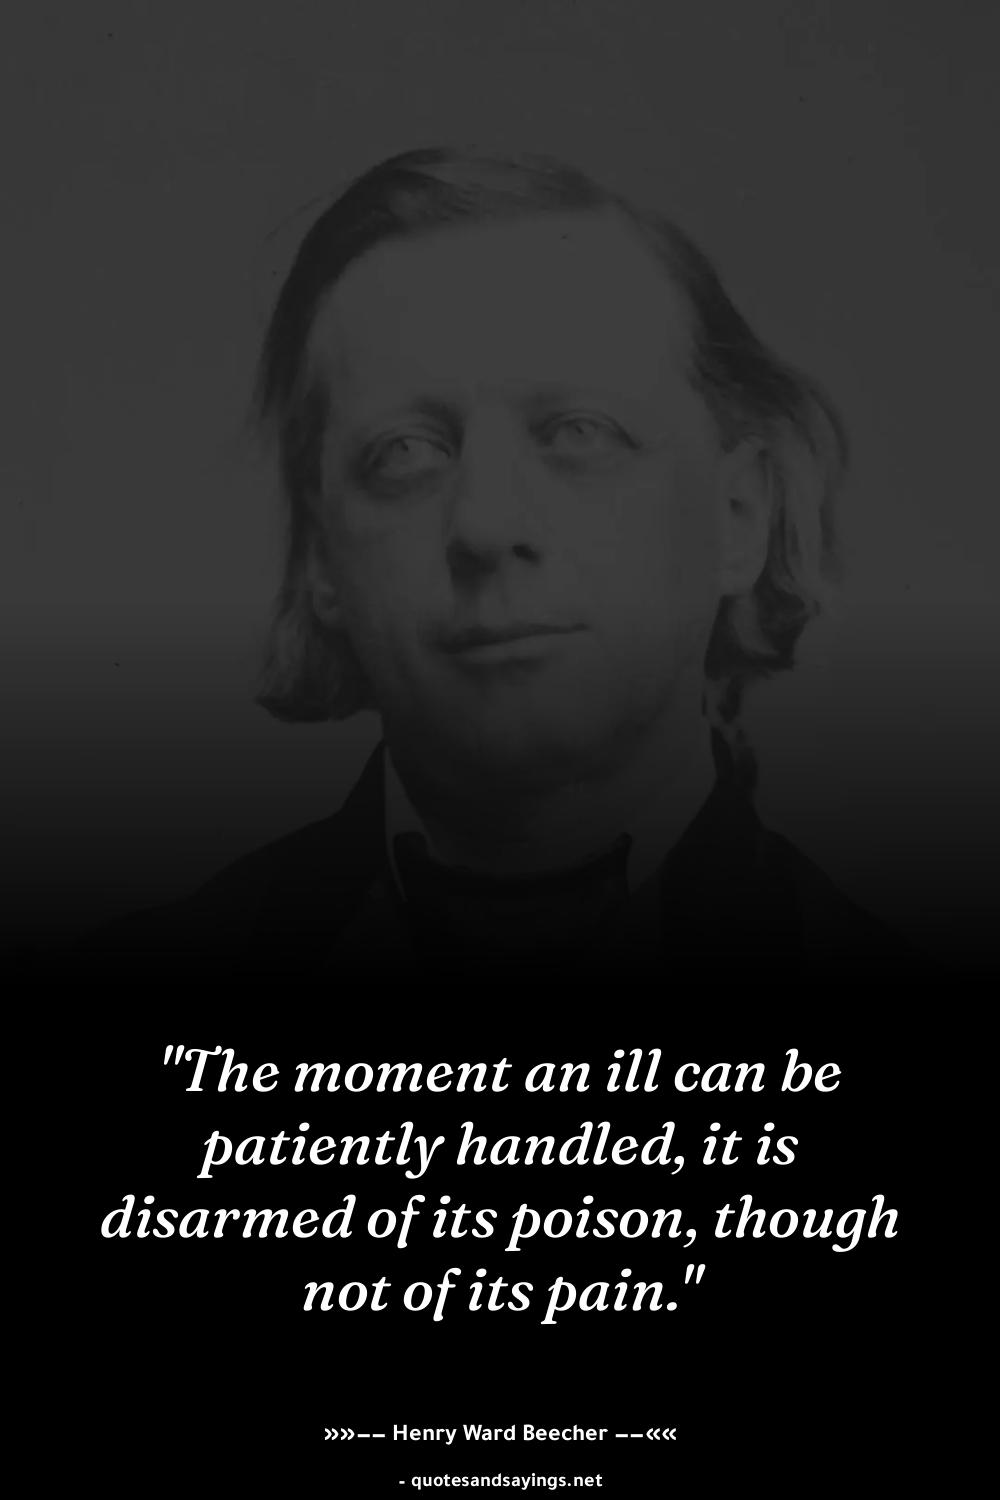 "The moment an ill can be
patiently handled, it is
disarmed of its poison, though
not of its pain."
»»–– Henry Ward Beecher ––««
- quotesandsayings.net